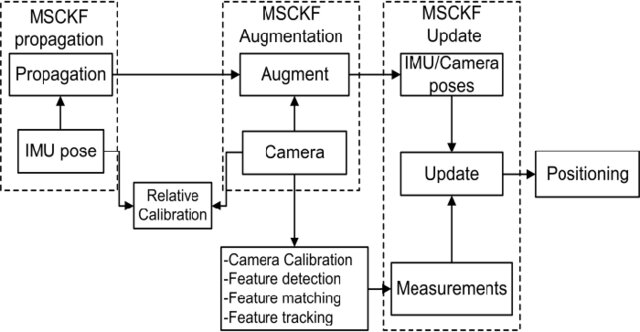 MSCKF
propagation
Propagation
IMU pose
Relative
Calibration
MSCKF
Augmentation
Augment
Camera
-Camera Calibration
-Feature detection
-Feature matching
-Feature tracking
MSCKF
Update
IMU/Camera
poses
Update
Measurements
Positioning